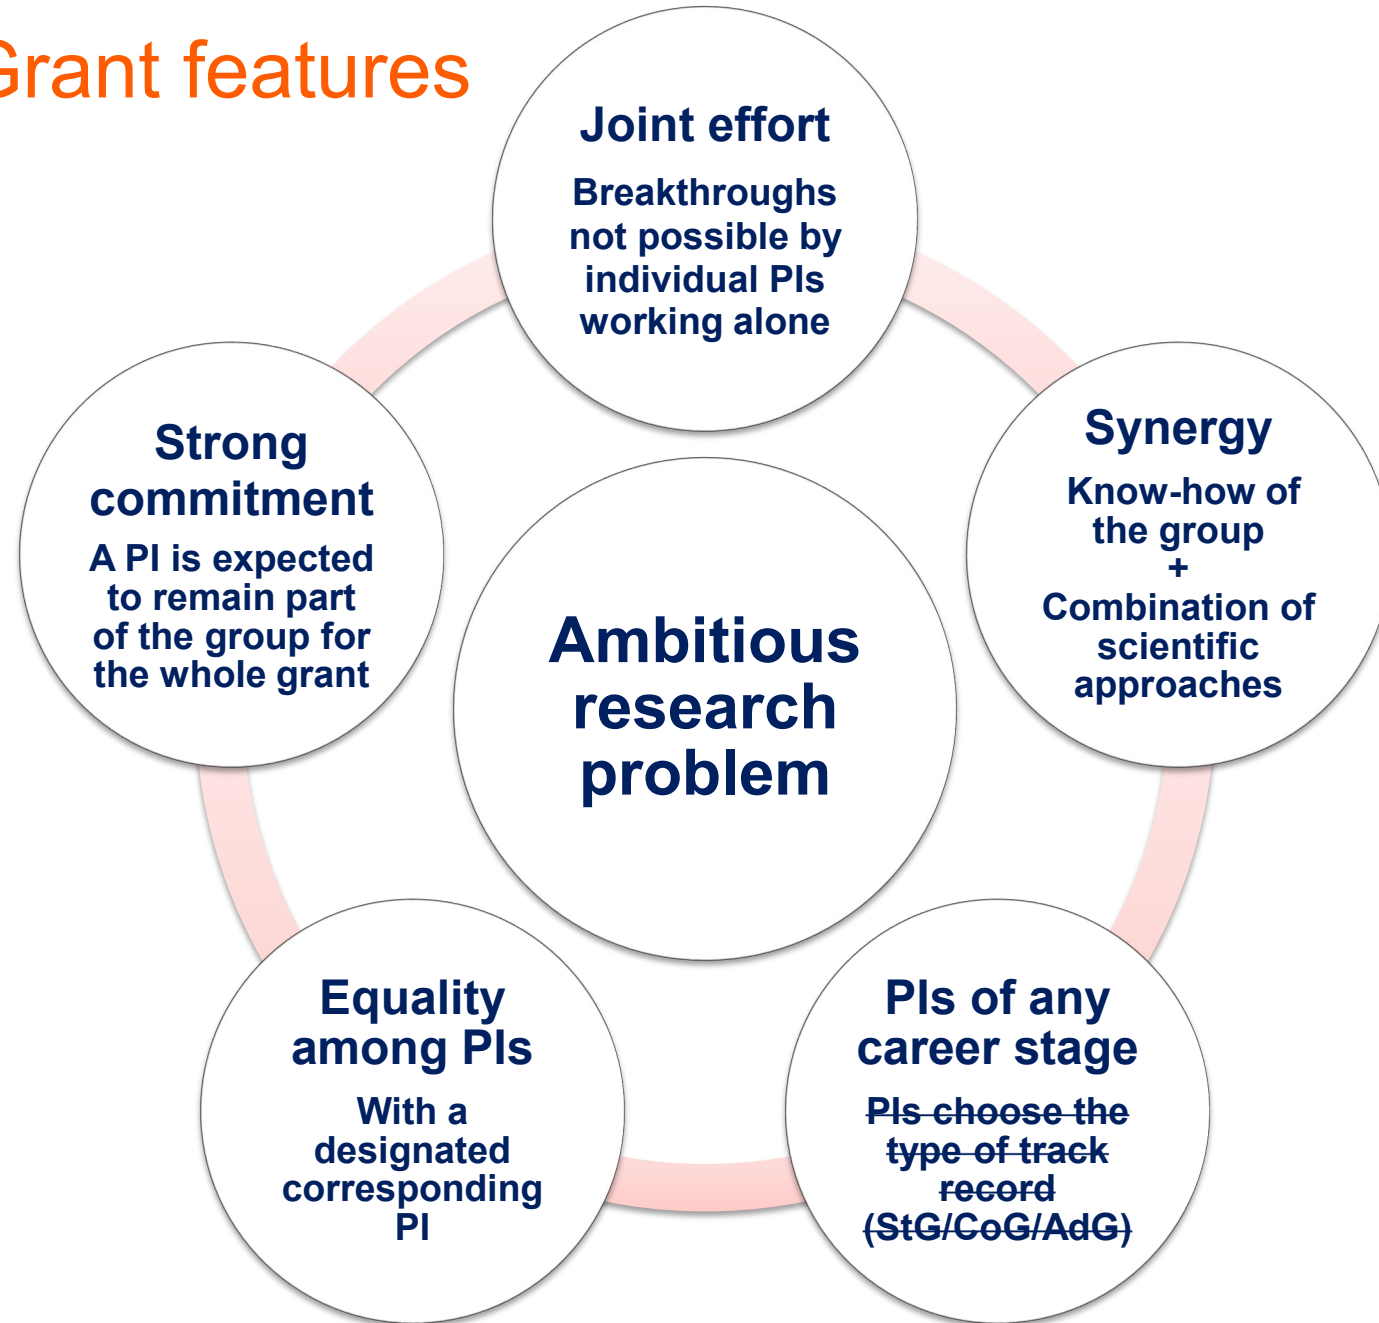 Grant features
Joint effort
Breakthroughs
not possible by
individual PIs
working alone
Synergy
Know-how of
the group
+
Combination of
scientific
approaches
PIs of any
career stage
PIs choose the
type of track
record
(StG/CoG/AdG)
Equality
among PIs
With a
designated
corresponding
PI
Strong
commitment
A PI is expected
to remain part
of the group for
the whole grant
Ambitious
research
problem